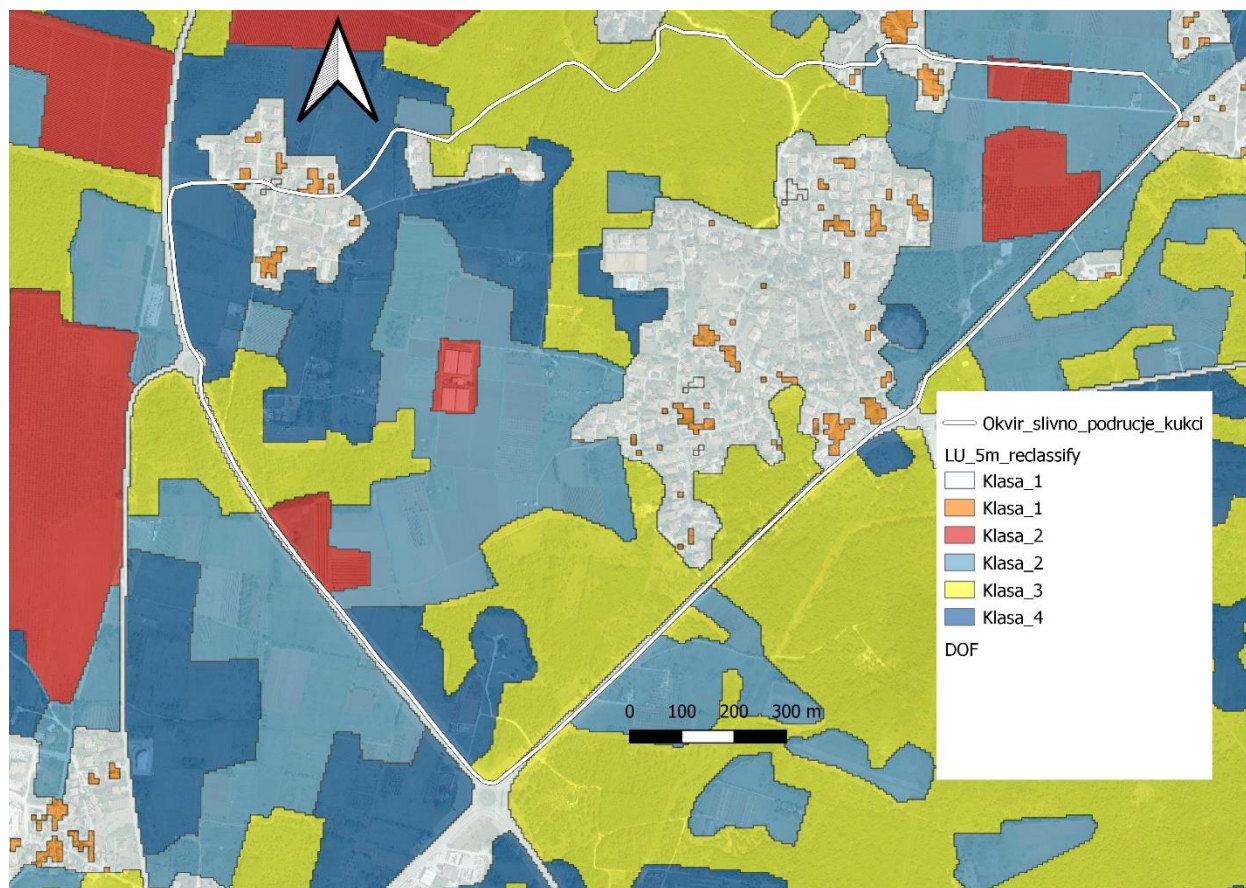 Okvir_slivno_podrucje_kukci
LU_5m_reclassify
Klasa_1
Klasa_1
Klasa_2
Klasa_2
Klasa_3
Klasa_4
DOF
0 100 200 300 m